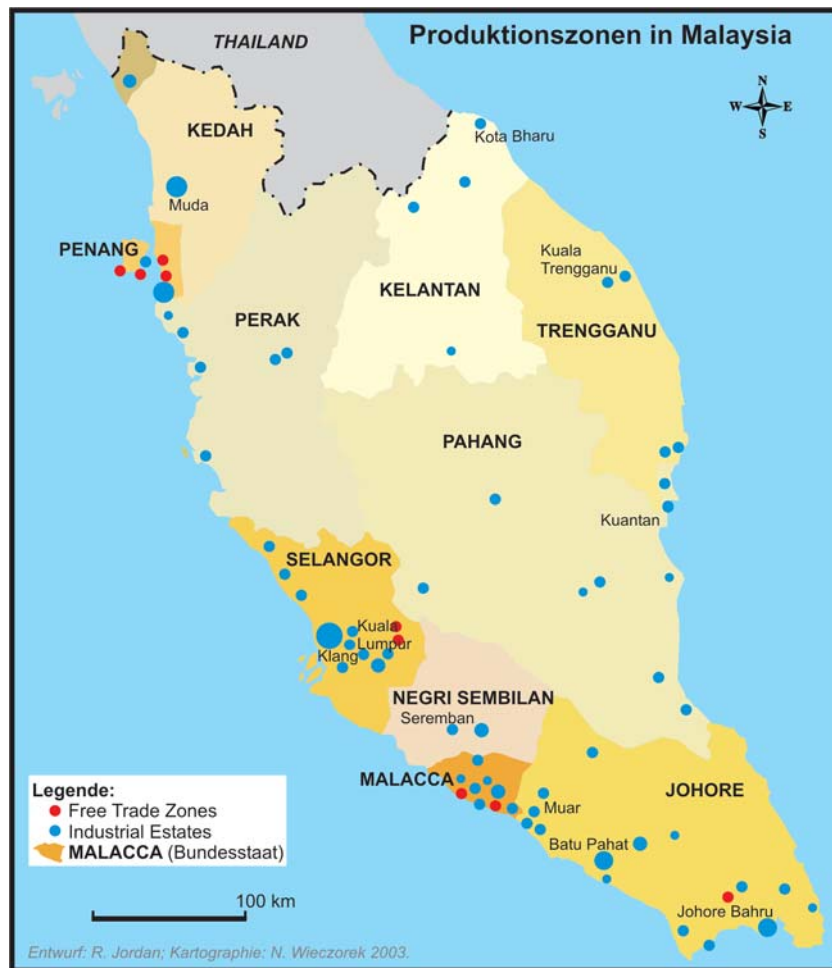 THAILAND
Produktionszonen in Malaysia
N
W E
S
KEDAH
Kota Bharu
Muda
PENANG
Kuala
Trengganu
KELANTAN
PERAK
TRENGGANU
PAHANG
Kuantan
SELANGOR
Kuala
Lumpur
Klang
NEGRI SEMBILAN
Seremban
MALACCA
JOHORE
Muar
Batu Pahat
Johore Bahru
Legende:
Free Trade Zones
Industrial Estates
MALACCA (Bundesstaat)
100 km
Entwurf: R. Jordan; Kartographie: N. Wieczorek 2003.